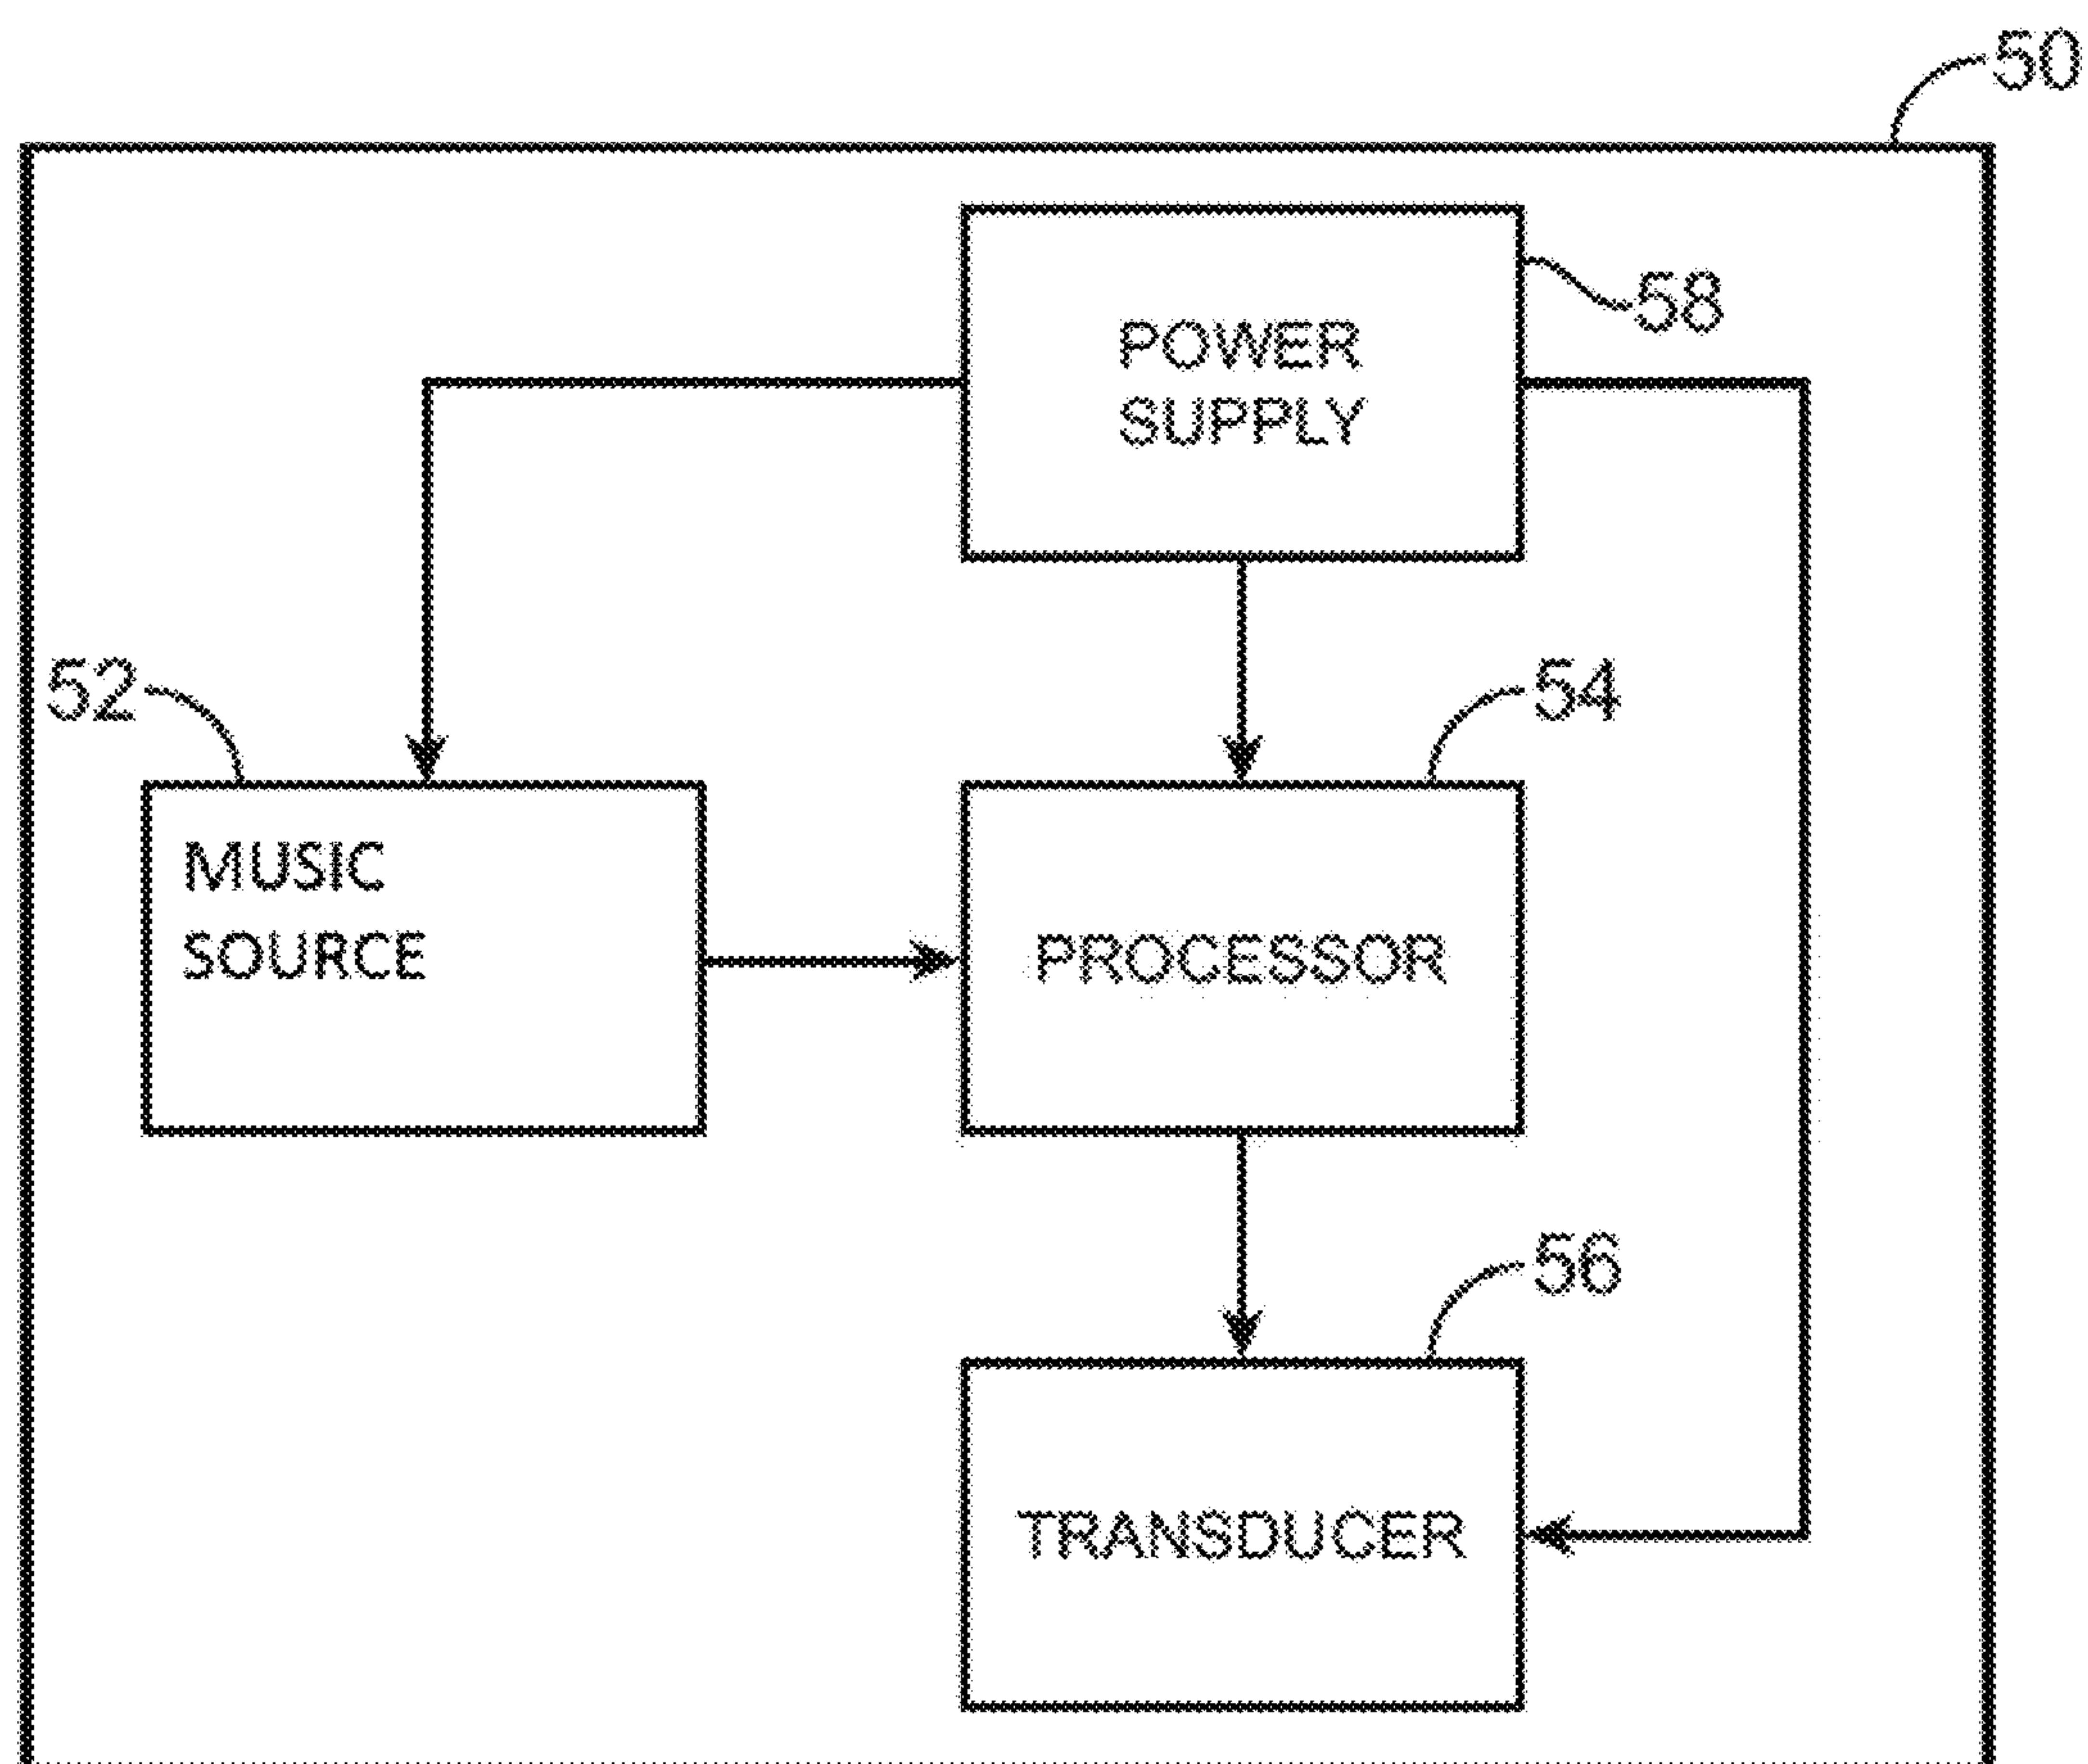 50
POWER
SUPPLY
58
52
54
MUSIC
SOURCE
PROCESSOR
56
TRANSDUCER